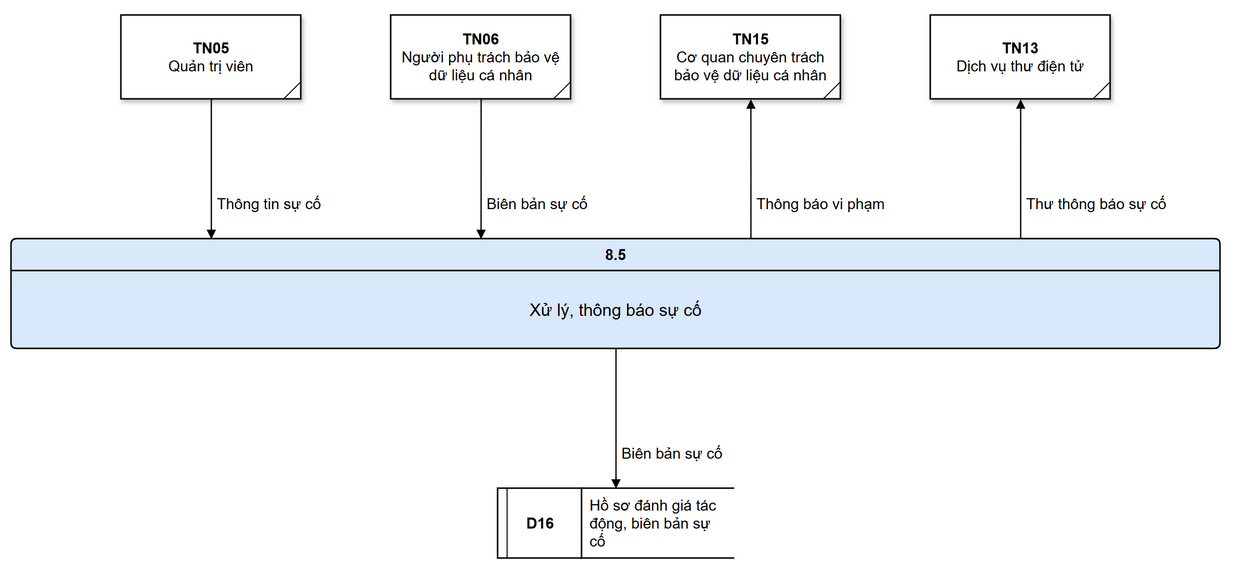 TN05
Quản trị viên
TN06
Người phụ trách bảo vệ
dữ liệu cá nhân
TN15
Cơ quan chuyên trách
bảo vệ dữ liệu cá nhân
TN13
Dịch vụ thư điện tử
Thông tin sự cố
Biên bản sự cố
Thông báo vi phạm
Thư thông báo sự cố
8.5
Xử lý, thông báo sự cố
Biên bản sự cố
D16
Hồ sơ đánh giá tác
động, biên bản sự
cố